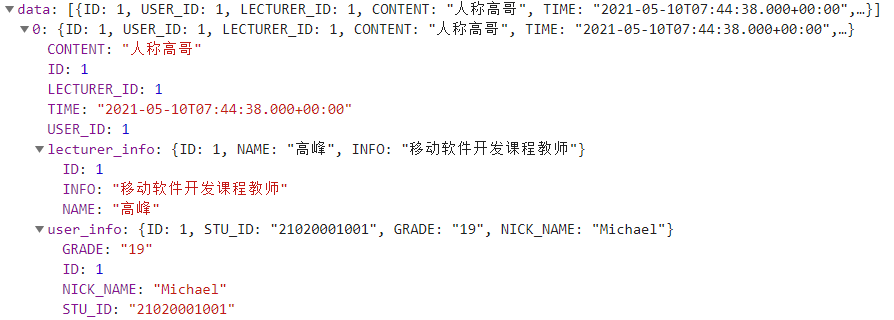 data: [{ID: 1, USER_ID: 1, LECTURER_ID: 1, CONTENT: "人称高哥", TIME: "2021-05-10T07:44:38.000+00:00",…}]
0: {ID: 1, USER_ID: 1, LECTURER_ID: 1, CONTENT: "人称高哥", TIME: "2021-05-10T07:44:38.000+00:00",…}
CONTENT: "人称高哥"
ID: 1
LECTURER_ID: 1
TIME: "2021-05-10T07:44:38.000+00:00"
USER_ID: 1
lecturer_info: {ID: 1, NAME: "高峰", INFO: "移动软件开发课程教师"}
ID: 1
INFO: "移动软件开发课程教师"
NAME: "高峰"
user_info: {ID: 1, STU_ID: "21020001001", GRADE: "19", NICK_NAME: "Michael"}
GRADE: "19"
ID: 1
NICK_NAME: "Michael"
STU_ID: "21020001001"